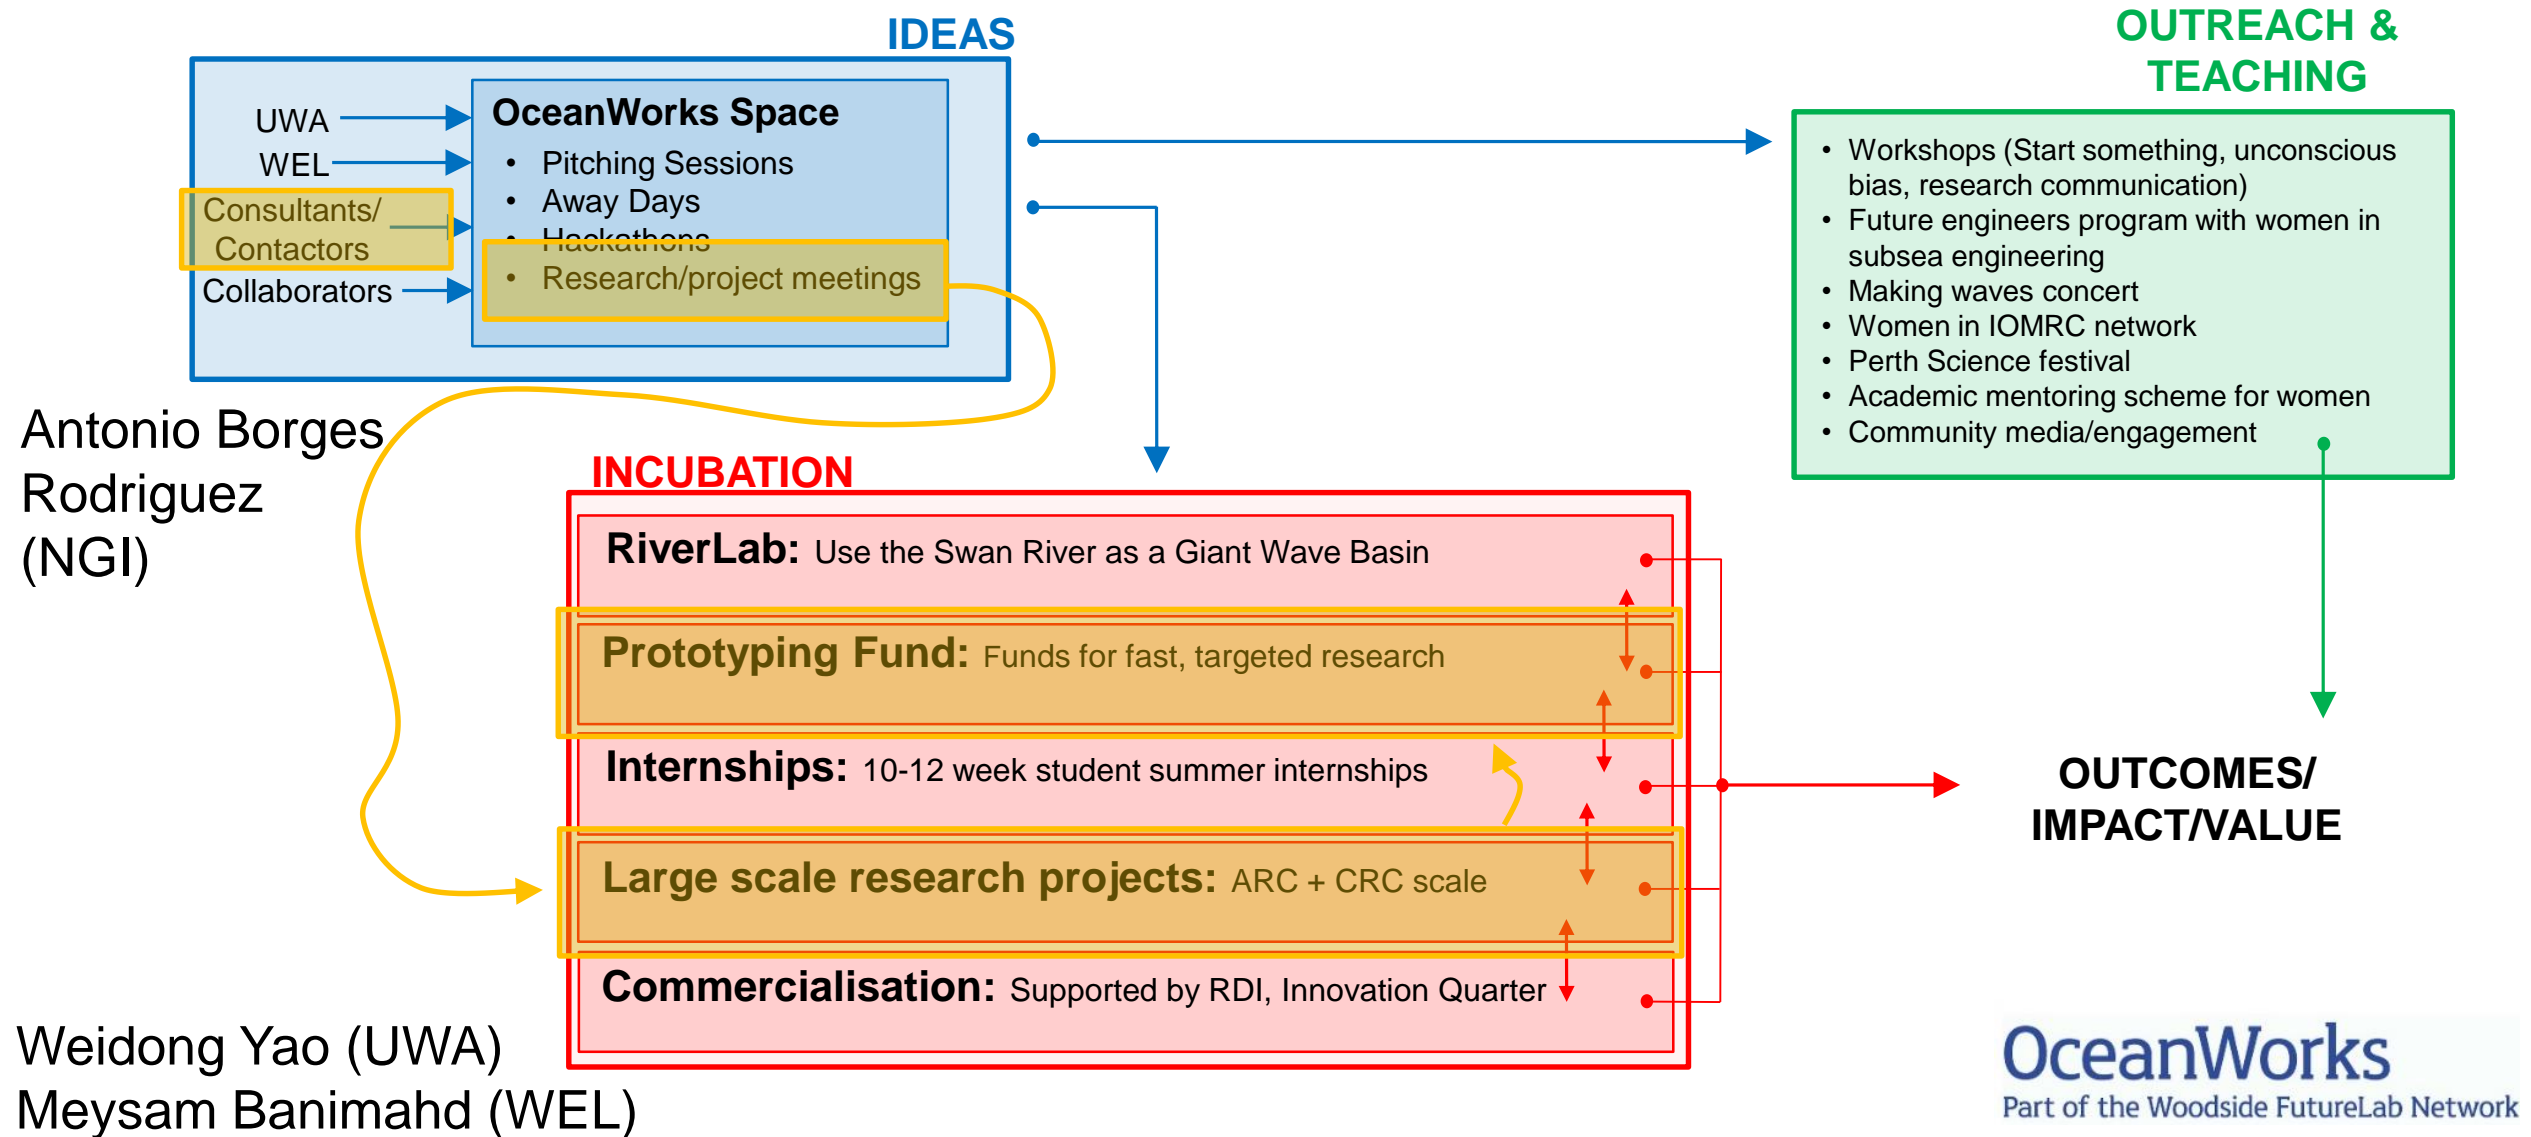 IDEAS
UWA
WEL
Consultants/
Contactors
Collaborators
OceanWorks Space
• Pitching Sessions
• Away Days
• Hackathons
• Research/project meetings
OUTREACH &
TEACHING
• Workshops (Start something, unconscious
bias, research communication)
• Future engineers program with women in
subsea engineering
• Making waves concert
• Women in IOMRC network
• Perth Science festival
• Academic mentoring scheme for women
• Community media/engagement
Antonio Borges
Rodriguez
(NGI)
INCUBATION
RiverLab: Use the Swan River as a Giant Wave Basin
Prototyping Fund: Funds for fast, targeted research
Internships: 10-12 week student summer internships
Large scale research projects: ARC + CRC scale
Commercialisation: Supported by RDI, Innovation Quarter
OUTCOMES/
IMPACT/VALUE
Weidong Yao (UWA)
Meysam Banimahd (WEL)
OceanWorks
Part of the Woodside FutureLab Network